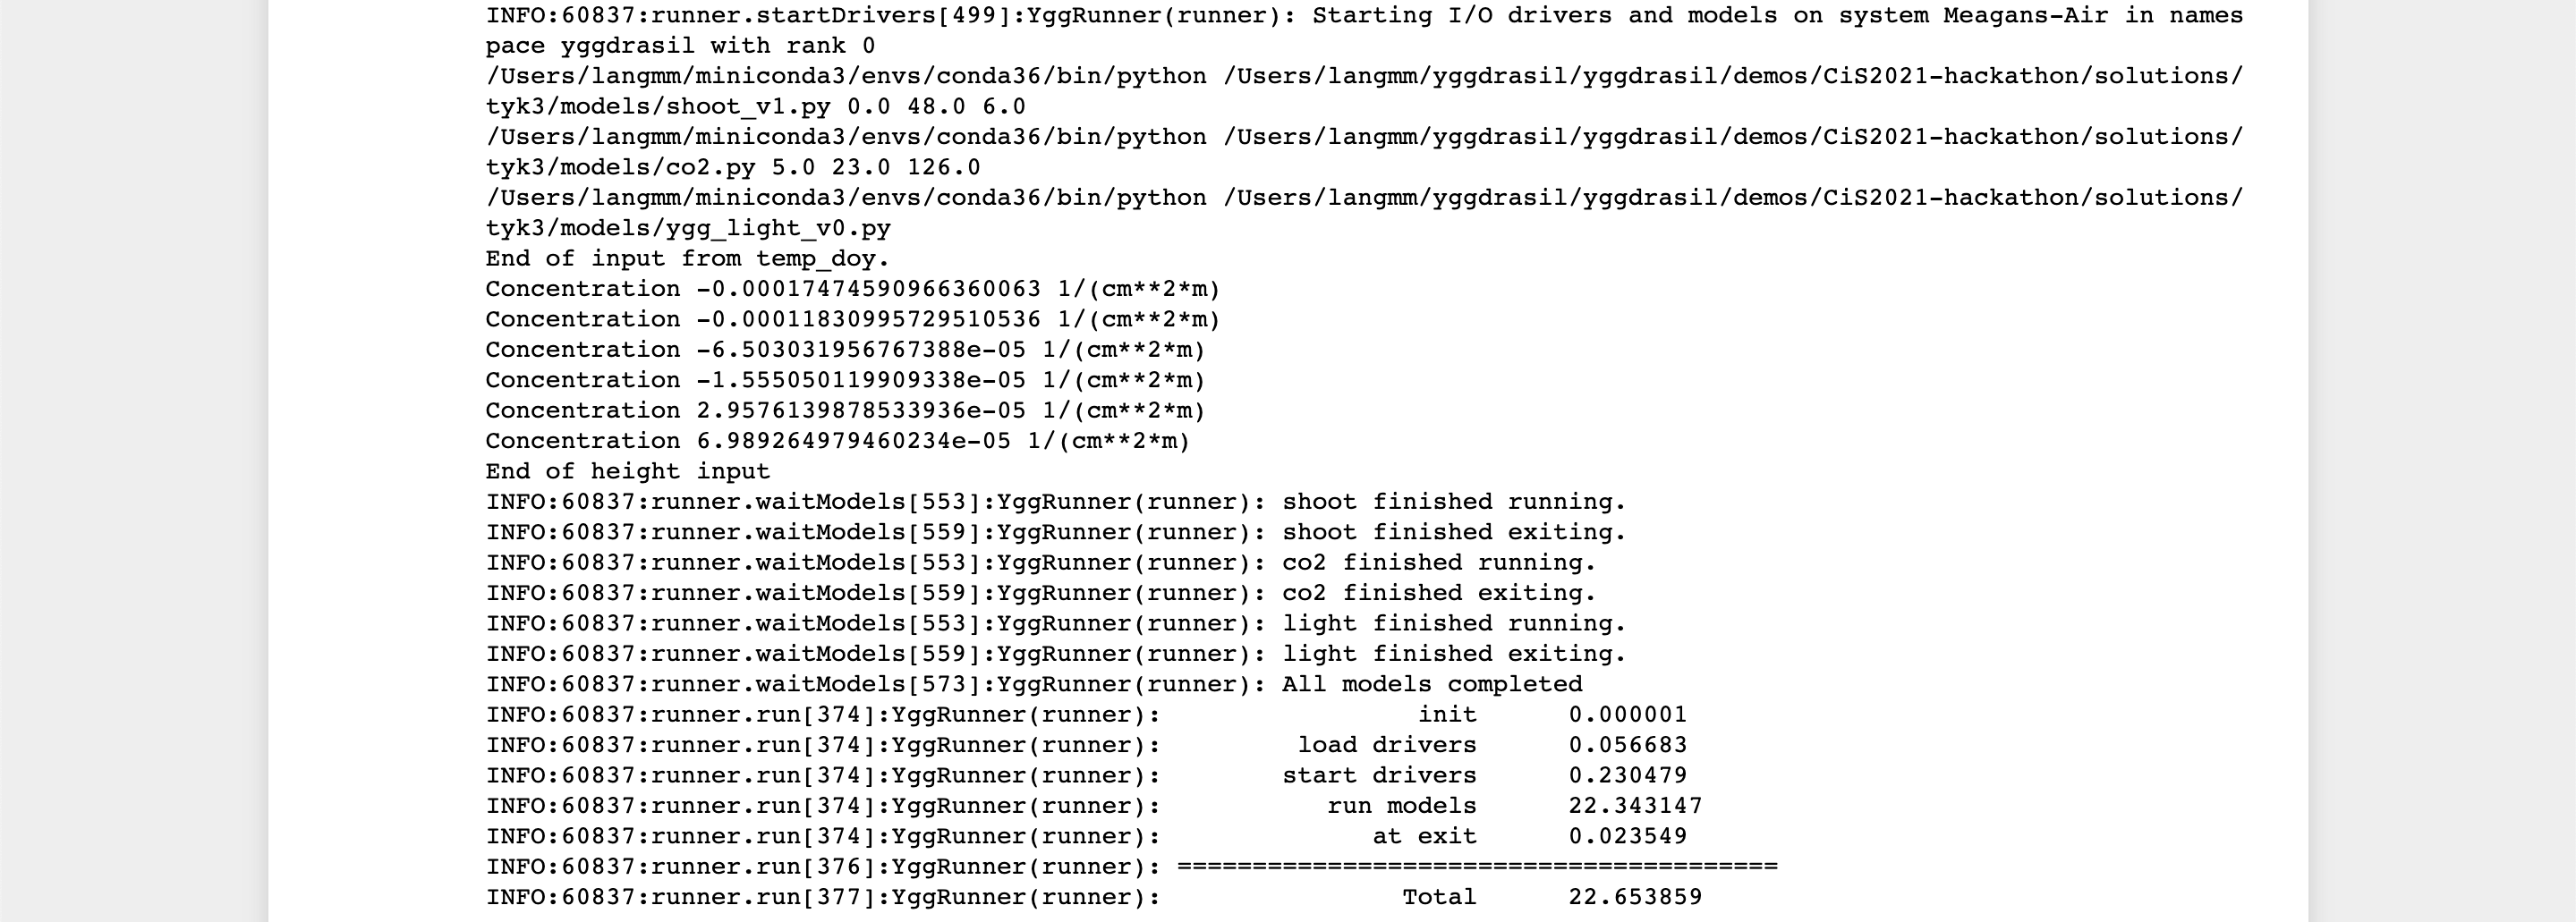 INFO:60837:runner.startDrivers[499]:YggRunner(runner): Starting I/O drivers and models on system Meagans-Air in names
pace yggdrasil with rank 0
/Users/langmm/miniconda3/envs/conda36/bin/python /Users/langmm/yggdrasil/yggdrasil/demos/CiS2021-hackathon/solutions/
tyk3/models/shoot_v1.py 0.0 48.0 6.0
/Users/langmm/miniconda3/envs/conda36/bin/python /Users/langmm/yggdrasil/yggdrasil/demos/CiS2021-hackathon/solutions/
tyk3/models/co2.py 5.0 23.0 126.0
/Users/langmm/miniconda3/envs/conda36/bin/python /Users/langmm/yggdrasil/yggdrasil/demos/CiS2021-hackathon/solutions/
tyk3/models/ygg_light_v0.py
End of input from temp_doy.
Concentration -0.00017474590966360063 1/(cm**2*m)
Concentration -0.00011830995729510536 1/(cm**2*m)
Concentration -6.503031956767388e-05 1/(cm**2*m)
Concentration -1.555050119909338e-05 1/(cm**2*m)
Concentration 2.9576139878533936e-05 1/(cm**2*m)
Concentration 6.989264979460234e-05 1/(cm**2*m)
End of height input
INFO:60837:runner.waitModels[553]:YggRunner(runner): shoot finished running.
INFO:60837:runner.waitModels[559]:YggRunner(runner): shoot finished exiting.
INFO:60837:runner.waitModels[553]:YggRunner(runner): co2 finished running.
INFO:60837:runner.waitModels[559]:YggRunner(runner): co2 finished exiting.
INFO:60837:runner.waitModels[553]:YggRunner(runner): light finished running.
INFO:60837:runner.waitModels[559]:YggRunner(runner): light finished exiting.
INFO:60837:runner.waitModels[573]:YggRunner(runner): All models completed
INFO:60837:runner.run[374]:YggRunner(runner):                 init      0.000001
INFO:60837:runner.run[374]:YggRunner(runner):         load drivers      0.056683
INFO:60837:runner.run[374]:YggRunner(runner):        start drivers      0.230479
INFO:60837:runner.run[374]:YggRunner(runner):           run models      22.343147
INFO:60837:runner.run[374]:YggRunner(runner):              at exit      0.023549
INFO:60837:runner.run[376]:YggRunner(runner): ========================================
INFO:60837:runner.run[377]:YggRunner(runner):                Total      22.653859